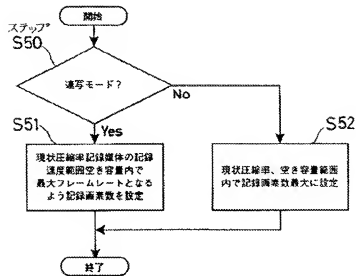 開始
ステップ
S50
連写モード？
No
Yes
S51
現状圧縮率記録媒体の記録
速度範囲空き容量内で
最大フレームレートとなる
よう記録画素数を設定
S52
現状圧縮率、空き容量範囲
内で記録画素数最大に設定
終了